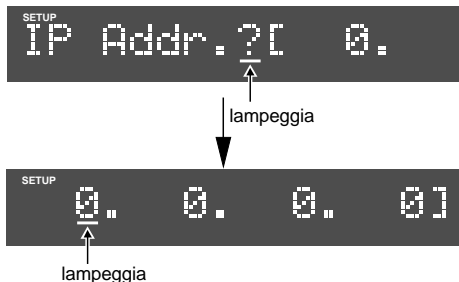 SETUP
IP Addr.?[ 0.
lampeggia
SETUP
0. 0. 0. 0]
lampeggia